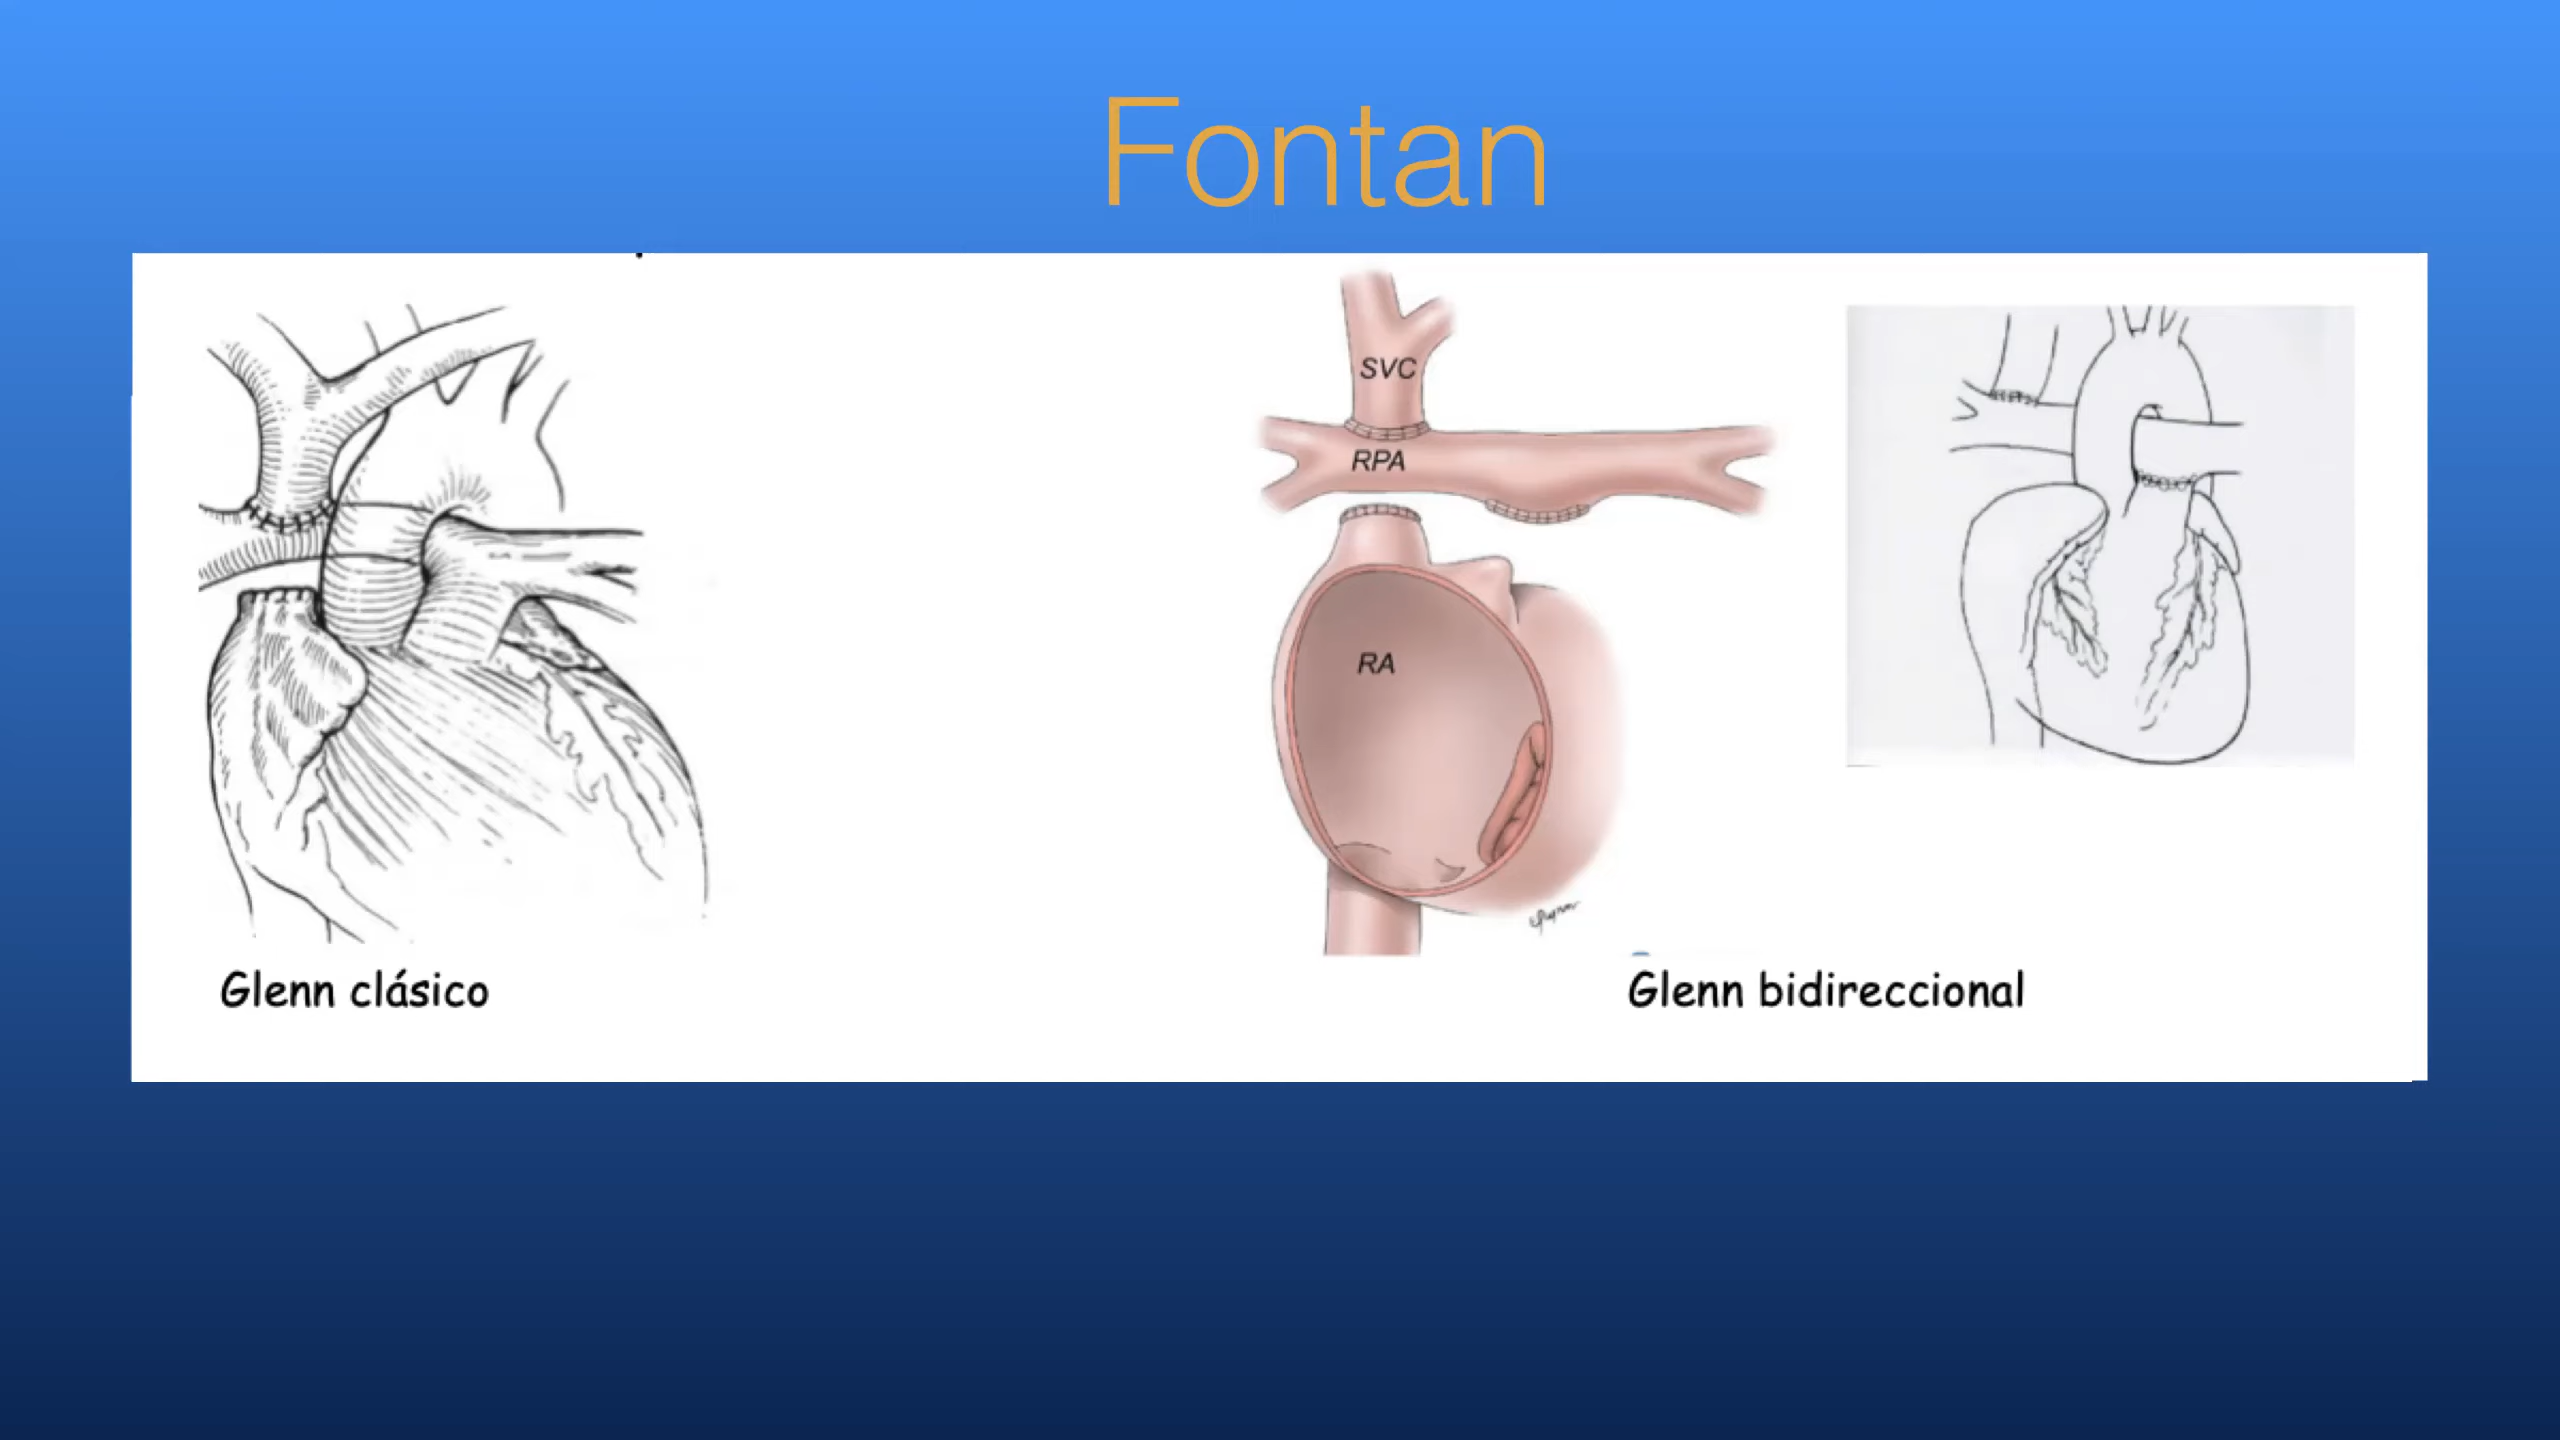 Fontan
SVC
RPA
RA
Glenn clásico
Glenn bidireccional